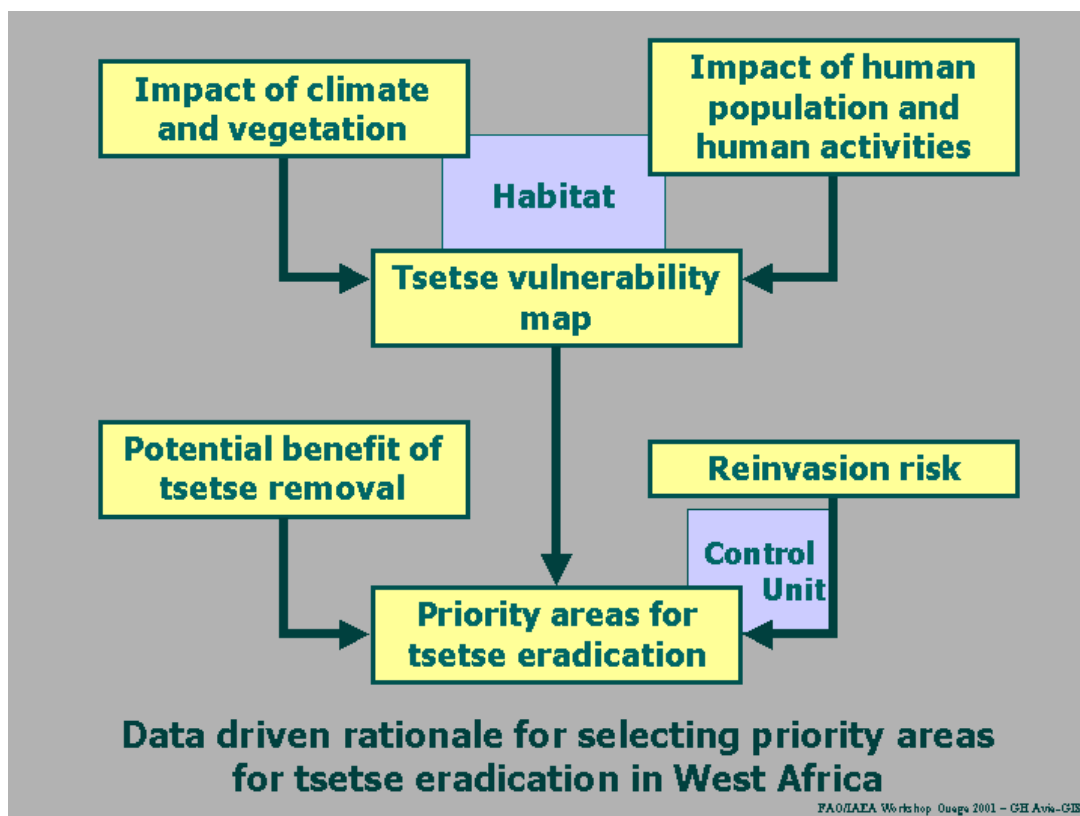 Impact of climate
and vegetation
Impact of human
population and
human activities
Habitat
Tsetse vulnerability
map
Potential benefit of
tsetse removal
Reinvasion risk
Control
Unit
Priority areas for
tsetse eradication
Data driven rationale for selecting priority areas
for tsetse eradication in West Africa
FAO/IAEA Workshop Ouaga 2001 - GH Avia-GIS